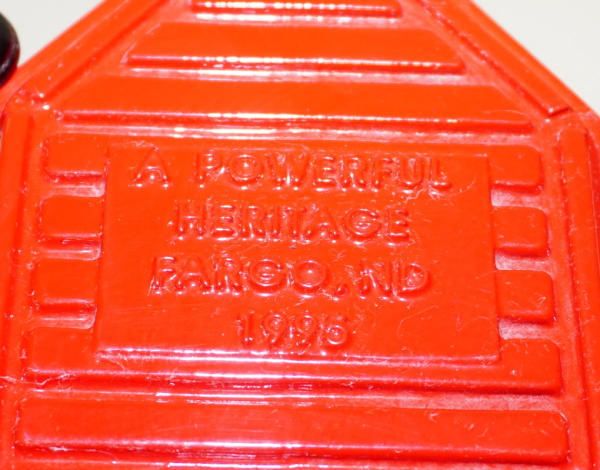 A POWERFUL
HERITAGE
FARGO, ND
1995